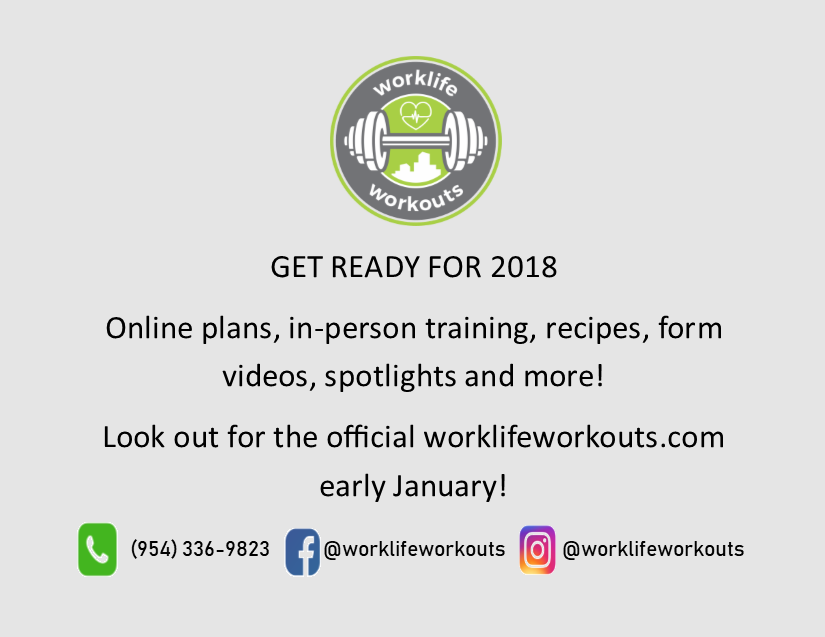 worklife
workouts
GET READY FOR 2018
Online plans, in-person training, recipes, form
videos, spotlights and more!
Look out for the official worklifeworkouts.com
early January!
(954) 336-9823 @worklifeworkouts @worklifeworkouts